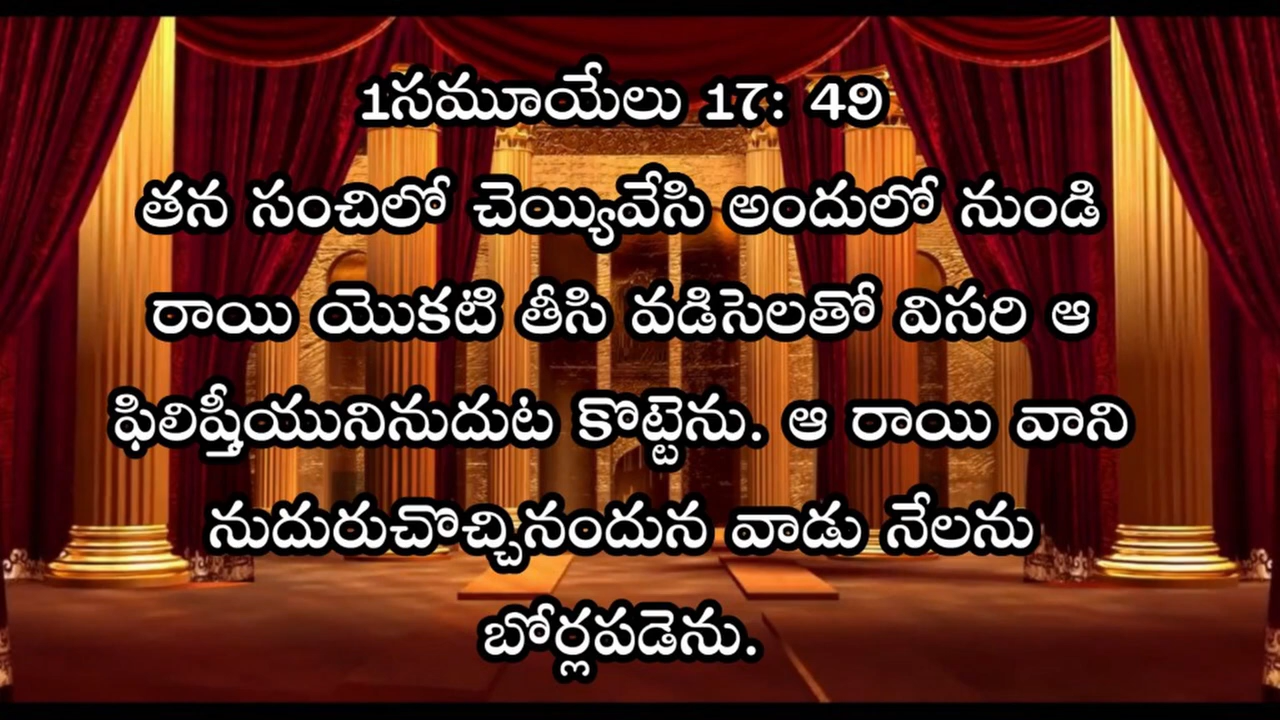 1సమూయేలు 17: 49
తన సంచిలో చెయ్యివేసి అందులో నుండి
రాయి యొకటి తీసి వడిసెలతో విసరి ఆ
ఫిలిష్తీయునినుదుట కొట్టెను. ఆ రాయి వాని
నుదురుచొచ్చినందున వాడు నేలను
బోర్లపడెను.